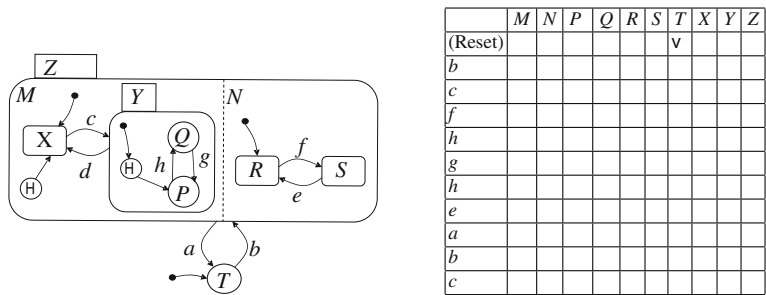 Z
M
Y
N
X
c
d
H
H
h
Q
g
P
R
f
S
e
a
b
T
M N P Q R S T X Y Z
(Reset) v
b
c
f
h
g
h
e
a
b
c